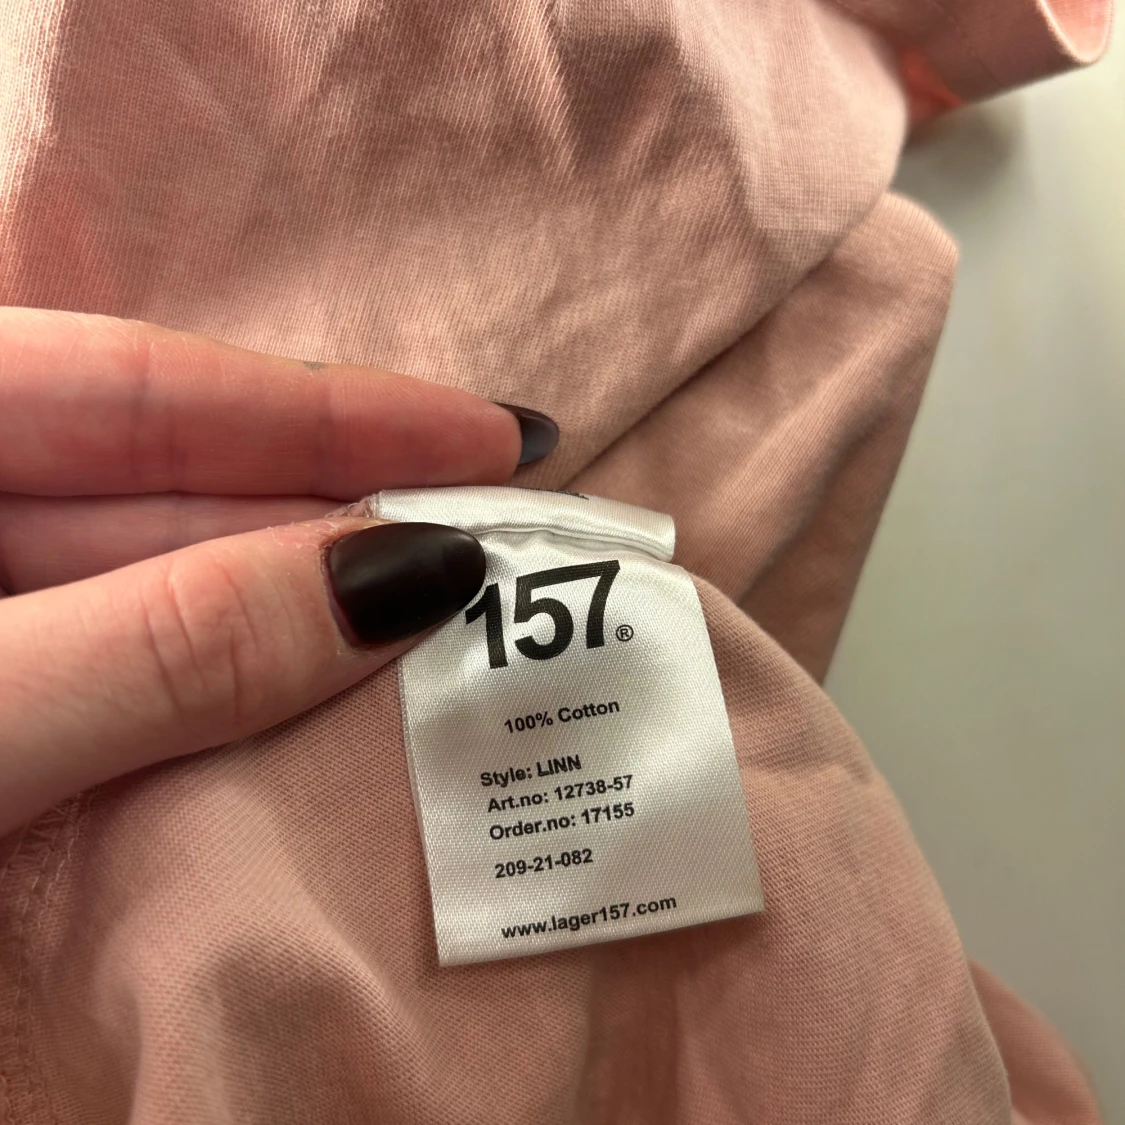 157®
100% Cotton
Style: LINN
Art.no: 12738-57
Order.no: 17155
209-21-082
www.lager157.com